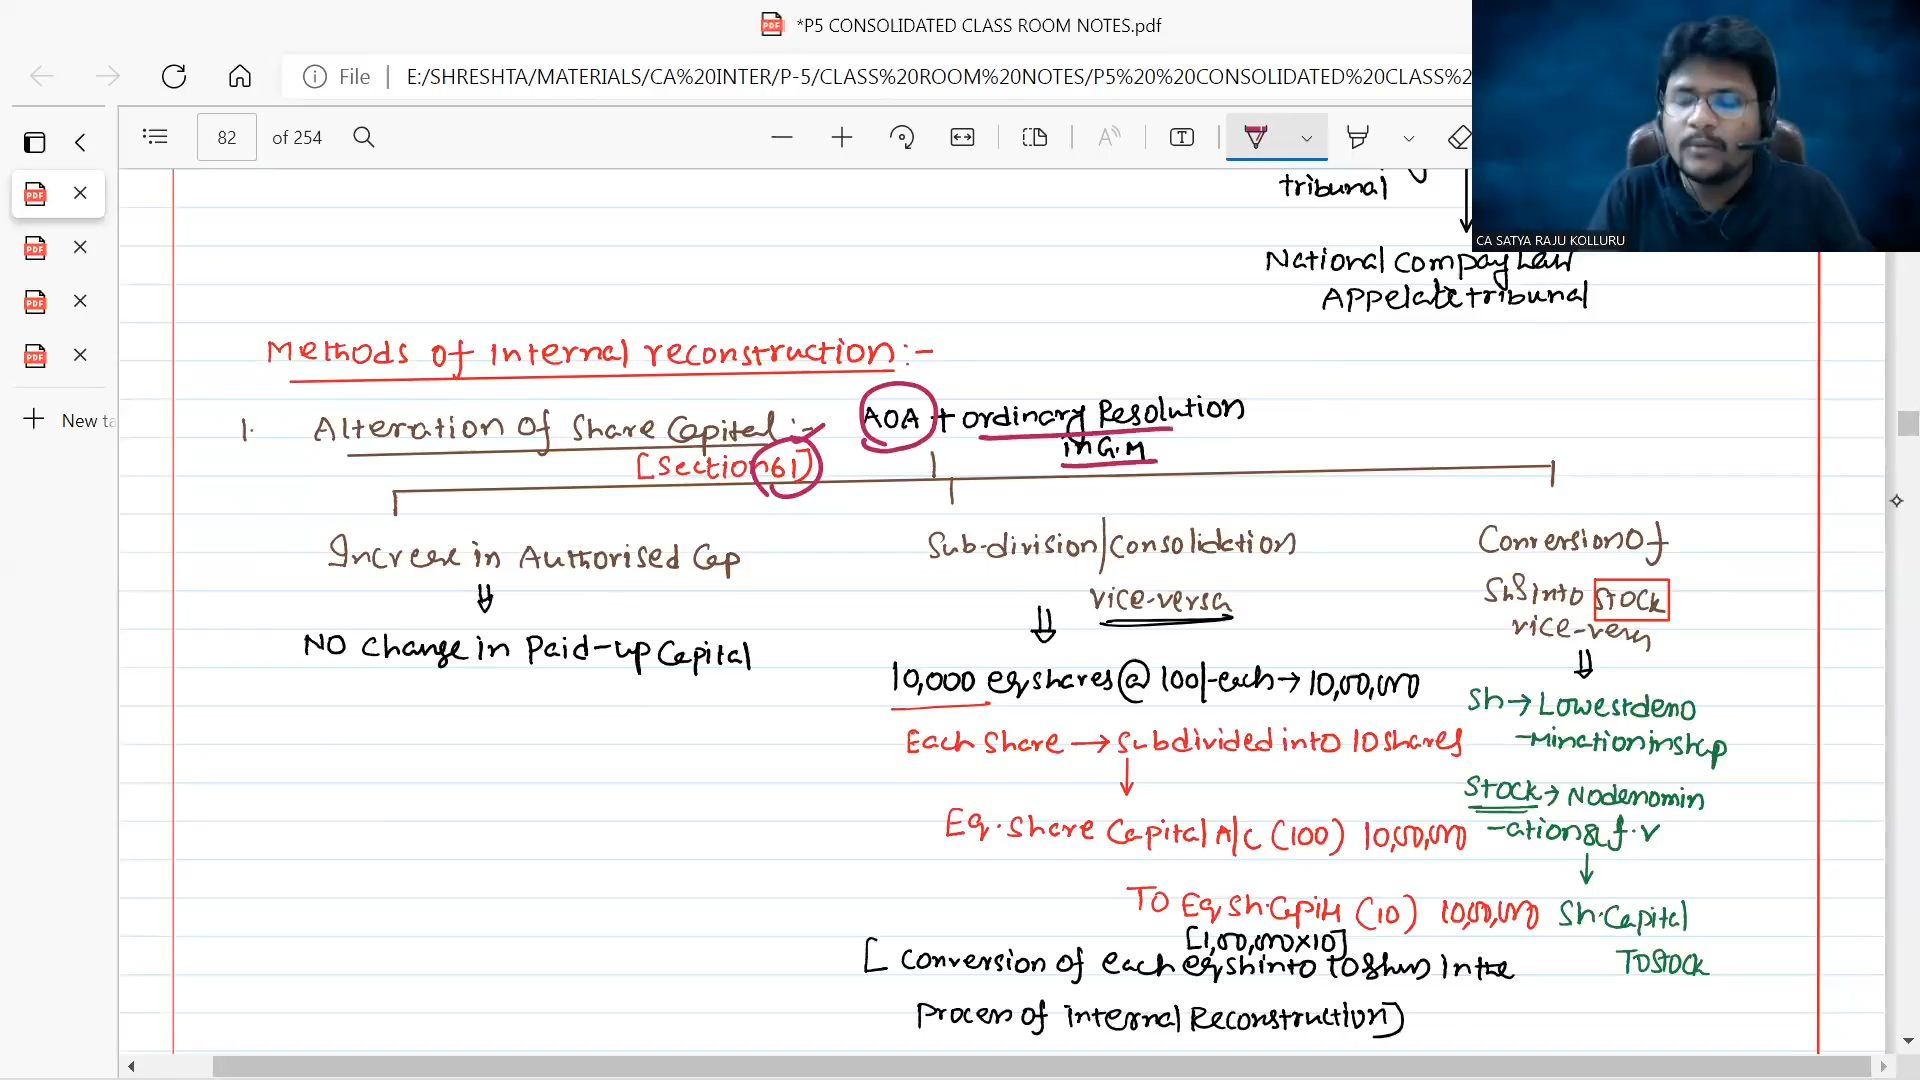 *P5 CONSOLIDATED CLASS ROOM NOTES.pdf
File
E:/SHRESHTA/MATERIALS/CA%20INTER/P-5/CLASS%20ROOM%20NOTES/P5%20%20CONSOLIDATED%20CLASS%2
82 of 254
CA SATYA RAJU KOLLURU
New ta
tribunal
National Company Law
Appelate tribunal
Methods of Internal reconstruction:-
1. Alteration of Share Capital:- AOA + ordinary Resolution
[Section 61] in G.M
Increase in Authorised Cap
NO Change in Paid-up Capital
Sub-division/Consolidation
vice-versa
10,000 eq shares @ 100/-each → 10,00,000
Each Share → Subdivided into 10 shares
Eq. Share Capital A/c (100) 10,00,000
To Eq Sh. Capital (10) 10,00,000
[1,00,000×10]
[Conversion of each eq sh into 10 shares in the
Process of internal Reconstruction]
Conversion of
Shs into Stock
vice-versa
Sh → Lowest deno
-mination in sh cap
Stock → No denomin
-ation & f.v
Sh. Capital
To Stock